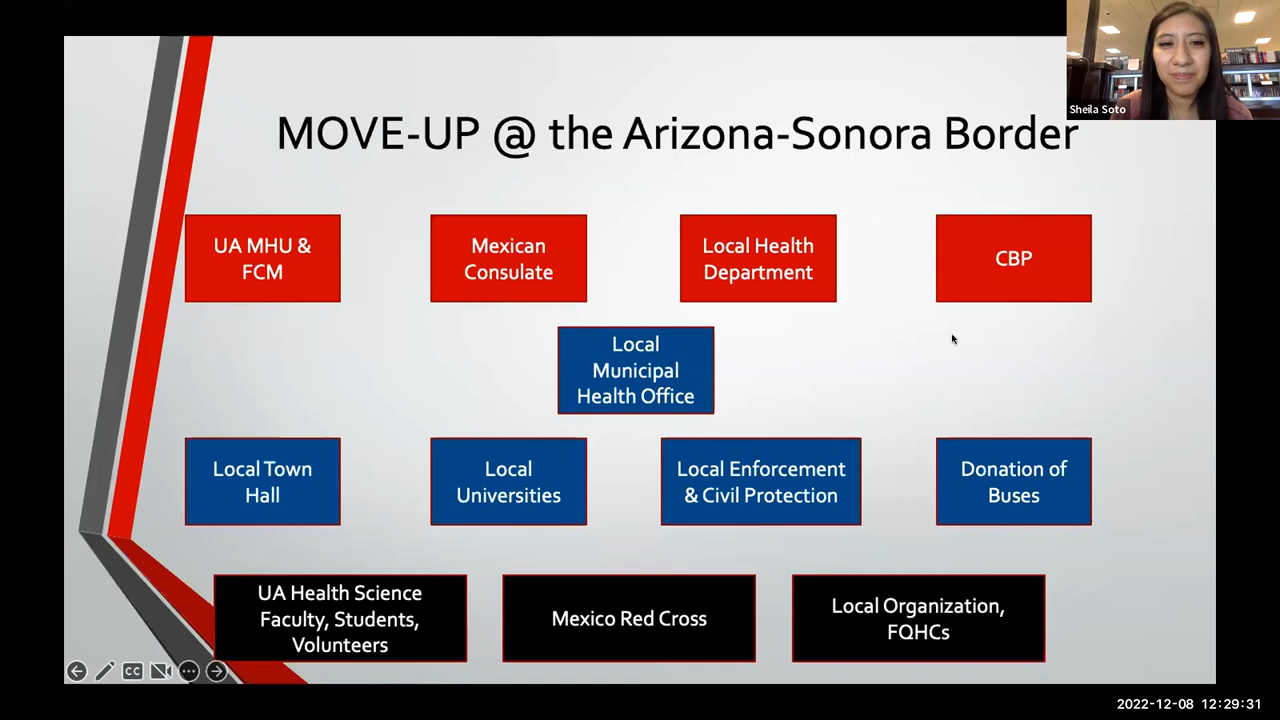 Sheila Soto
MOVE-UP @ the Arizona-Sonora Border
UA MHU &
FCM
Mexican
Consulate
Local Health
Department
CBP
Local
Municipal
Health Office
Local Town
Hall
Local
Universities
Local Enforcement
& Civil Protection
Donation of
Buses
UA Health Science
Faculty, Students,
Volunteers
Mexico Red Cross
Local Organization,
FQHCs
CC
2022-12-08 12:29:31